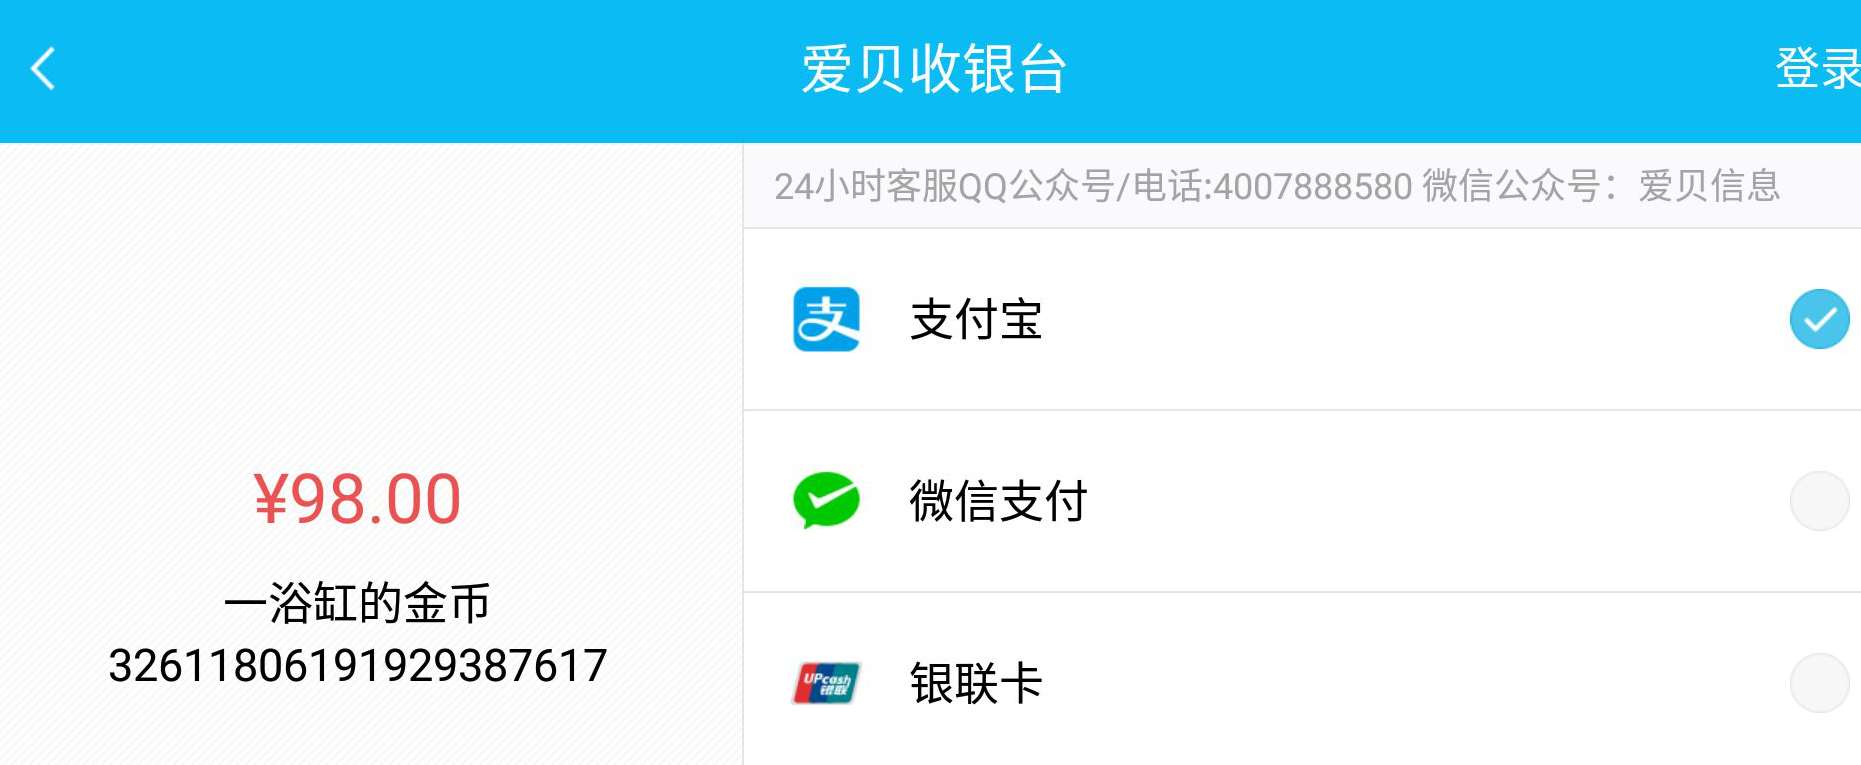 爱贝收银台
登录
24小时客服QQ公众号/电话:4007888580 微信公众号：爱贝信息
支 支付宝
¥98.00
微信支付
一浴缸的金币
32611806191929387617
UPcash
银联
银联卡